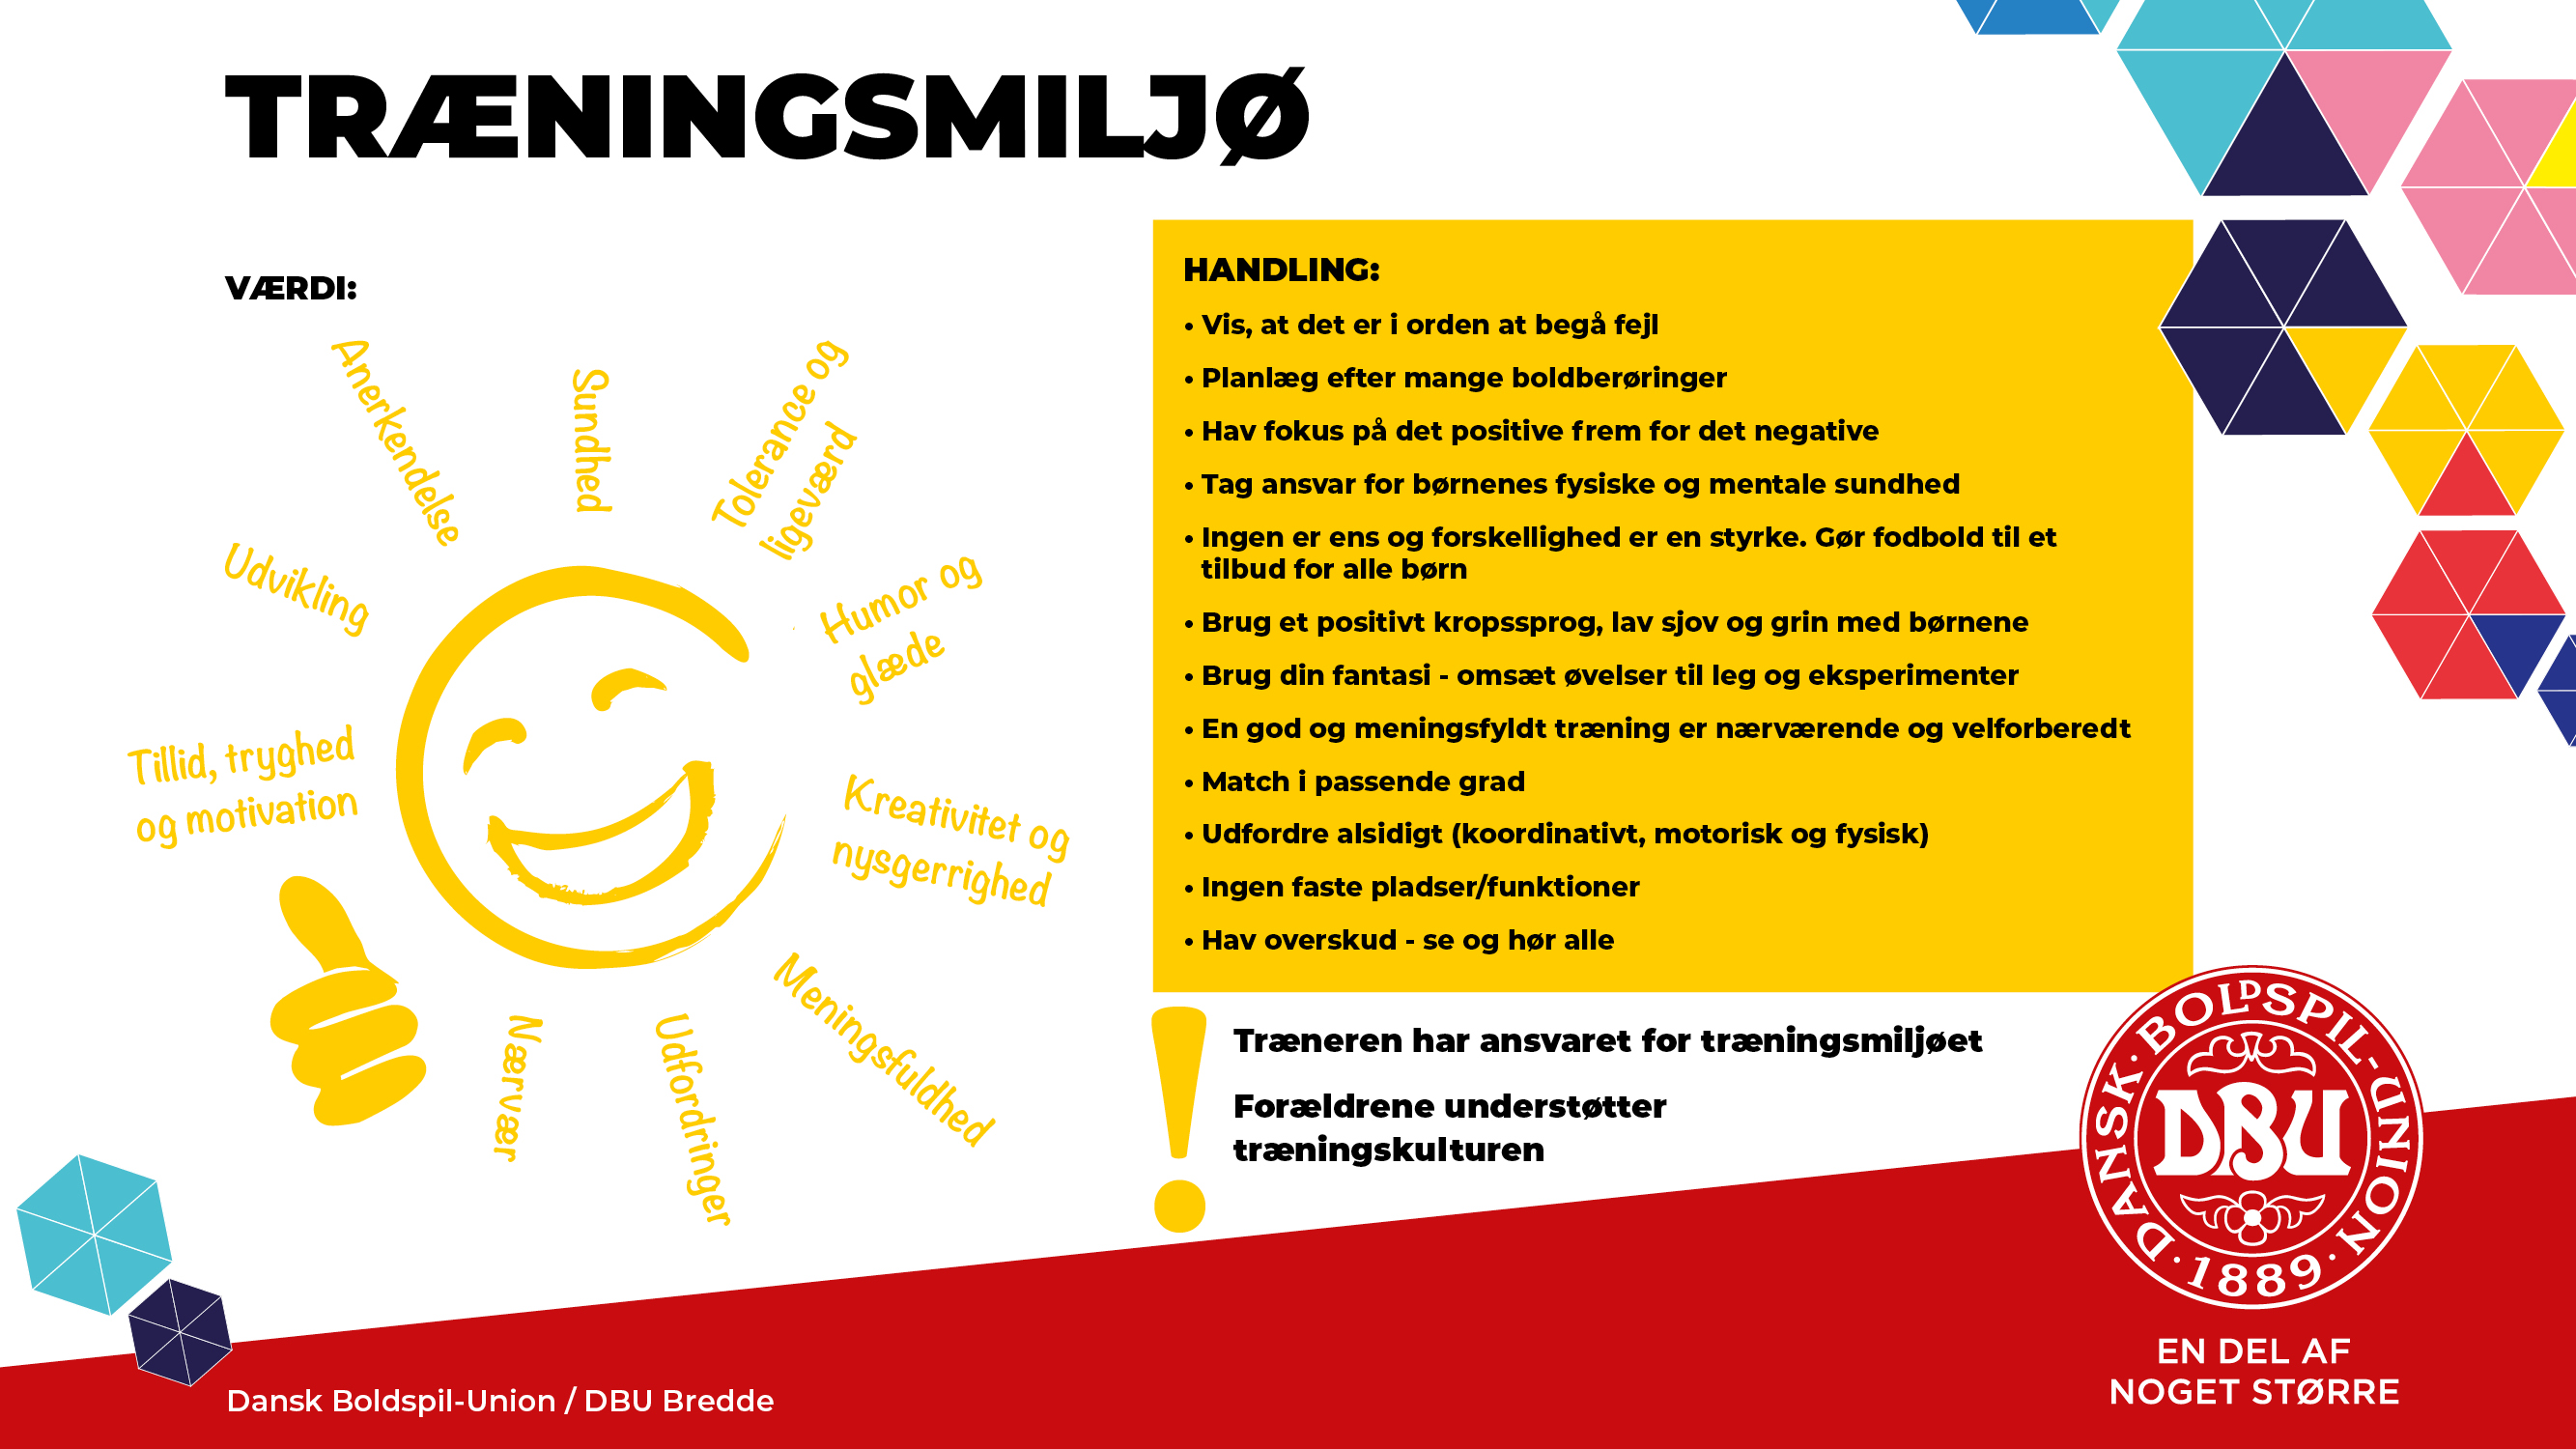 TRÆNINGSMILJØ
VÆRDI:
Anerkendelse
Sundhed
Tolerance og
ligeværd
Udvikling
Humor og
glæde
Tillid, tryghed
og motivation
Kreativitet og
nysgerrighed
Meningsfuldhed
Nærvær
Udfordringer
HANDLING:
• Vis, at det er i orden at begå fejl
• Planlæg efter mange boldberøringer
• Hav fokus på det positive frem for det negative
• Tag ansvar for børnenes fysiske og mentale sundhed
• Ingen er ens og forskellighed er en styrke. Gør fodbold til et
tilbud for alle børn
• Brug et positivt kropssprog, lav sjov og grin med børnene
• Brug din fantasi - omsæt øvelser til leg og eksperimenter
• En god og meningsfyldt træning er nærværende og velforberedt
• Match i passende grad
• Udfordre alsidigt (koordinativt, motorisk og fysisk)
• Ingen faste pladser/funktioner
• Hav overskud - se og hør alle
! Træneren har ansvaret for træningsmiljøet
Forældrene understøtter
træningskulturen
DANSK · BOLDSPIL-UNION · 1889 ·
DBU
EN DEL AF
NOGET STØRRE
Dansk Boldspil-Union / DBU Bredde